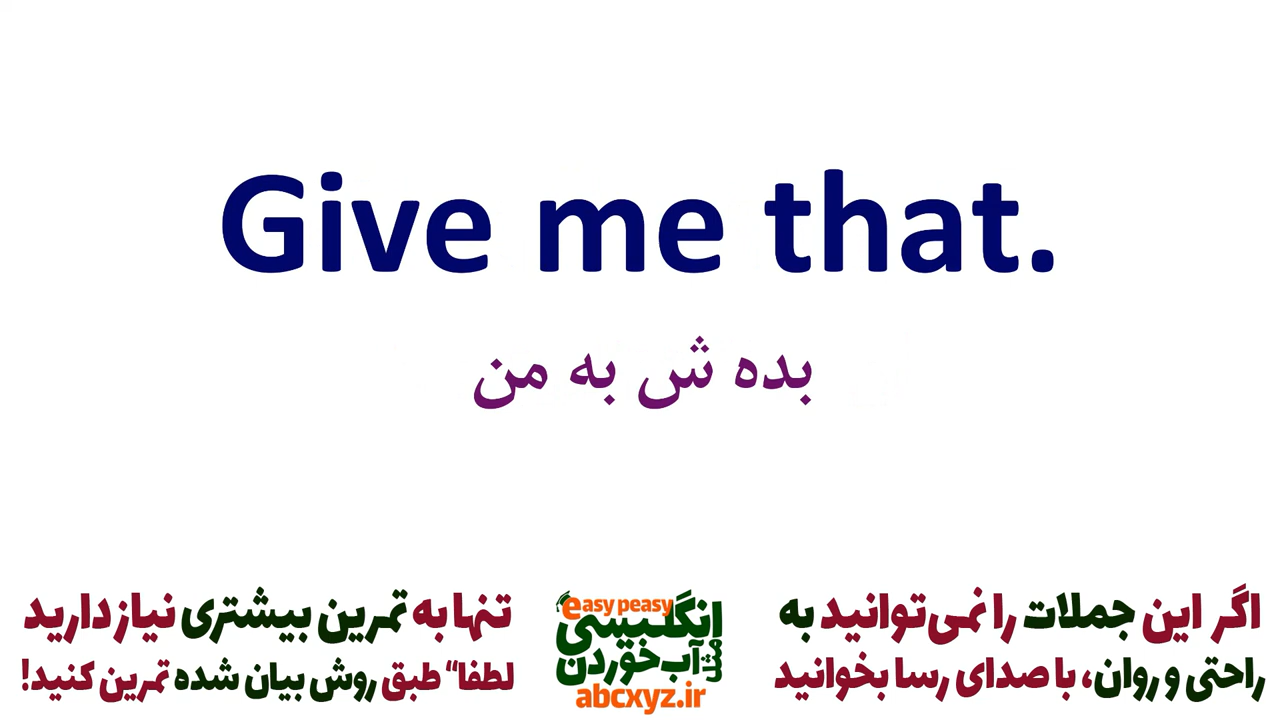 Give me that.
بده ش به من
اگر این جملات را نمی‌توانید به
راحتی و روان، با صدای رسا بخوانید
easy peasy
انگلیسی
مثل آب خوردن
abcxyz.ir
تنها به تمرین بیشتری نیاز دارید
لطفا“ طبق روش بیان شده تمرین کنید!